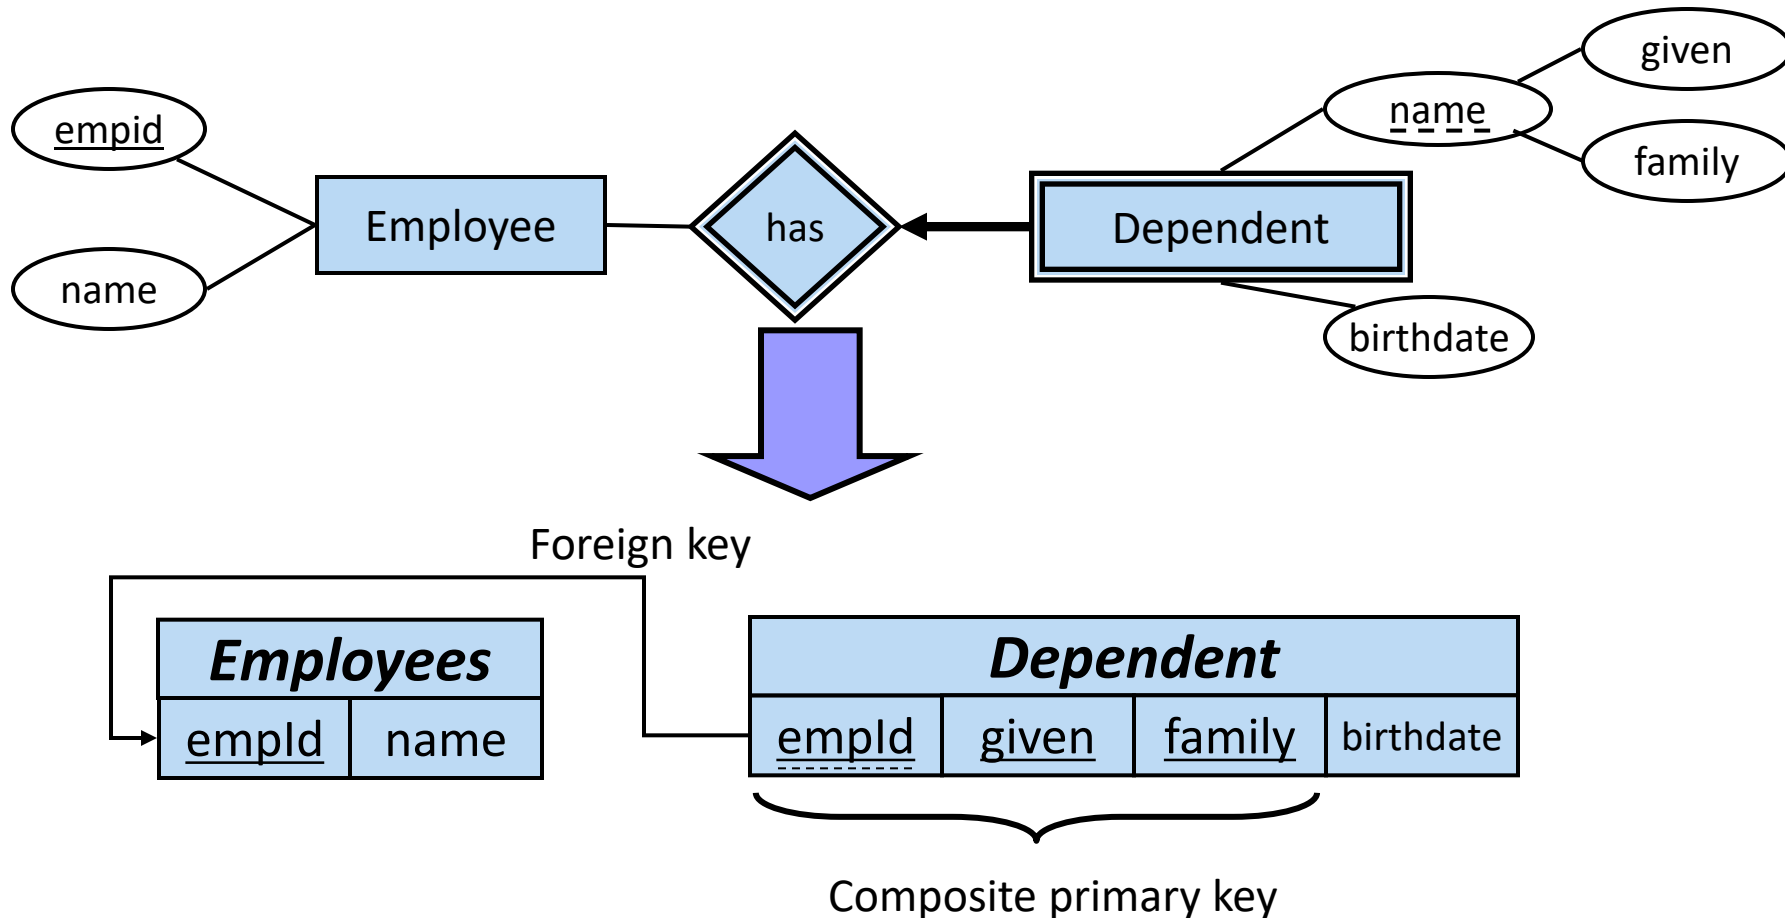 given
empid
name
family
Employee
has
Dependent
name
birthdate
Foreign key
Employees
empId name
Dependent
empId given family birthdate
Composite primary key